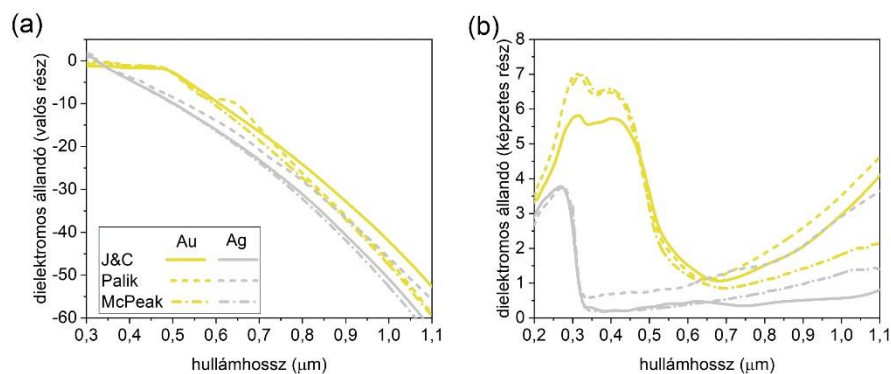 (a)
dielektromos állandó (valós rész)
0
-10
-20
-30
-40
-50
-60
Au Ag
J&C
Palik
McPeak
0,3 0,4 0,5 0,6 0,7 0,8 0,9 1,0 1,1
hullámhossz (μm)
(b)
dielektromos állandó (képzetes rész)
8
7
6
5
4
3
2
1
0
0,2 0,3 0,4 0,5 0,6 0,7 0,8 0,9 1,0 1,1
hullámhossz (μm)